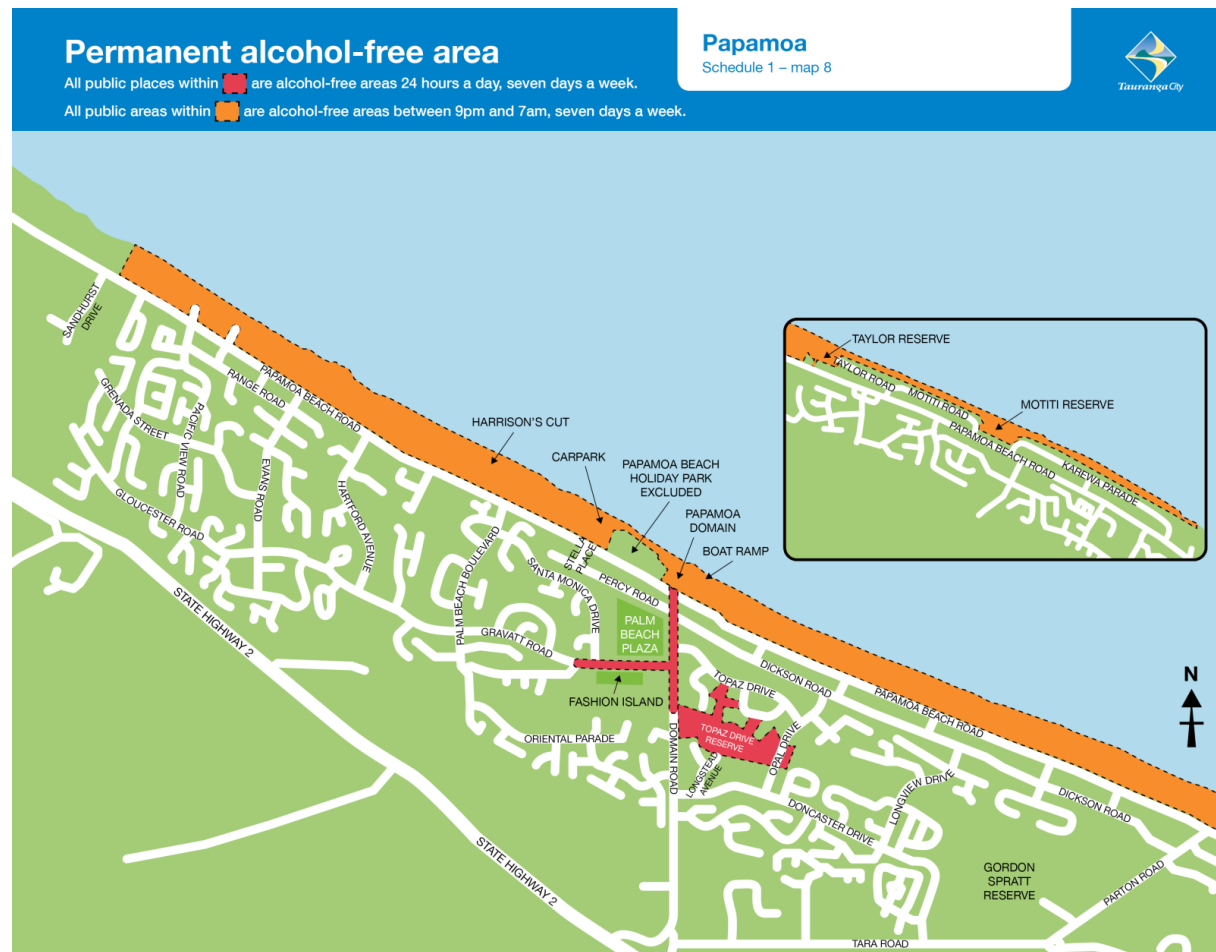 Permanent alcohol-free area
All public places within are alcohol-free areas 24 hours a day, seven days a week.
All public areas within are alcohol-free areas between 9pm and 7am, seven days a week.
Papamoa
Schedule 1 – map 8
Tauranga City
SANDHURST
DRIVE
PAPAMOA BEACH ROAD
RANGE ROAD
GRENADA STREET
PACIFIC VIEW ROAD
EVANS ROAD
GLOUCESTER ROAD
HARTFORD AVENUE
STATE HIGHWAY 2
HARRISON'S CUT
CARPARK
PAPAMOA BEACH
HOLIDAY PARK
EXCLUDED
PAPAMOA
DOMAIN
BOAT RAMP
TAYLOR RESERVE
TAYLOR ROAD
MOTITI ROAD
MOTITI RESERVE
PAPAMOA BEACH ROAD
KAREWA PARADE
PALM BEACH BOULEVARD
STELLA
PLACE
SANTA MONICA DRIVE
PERCY ROAD
PALM
BEACH
PLAZA
GRAVATT ROAD
FASHION ISLAND
TOPAZ DRIVE
DICKSON ROAD
PAPAMOA BEACH ROAD
N
ORIENTAL PARADE
DOMAIN ROAD
TOPAZ DRIVE
RESERVE
OPAL DRIVE
LONGSTEAD
AVENUE
DONCASTER DRIVE
LONGVIEW DRIVE
DICKSON ROAD
STATE HIGHWAY 2
GORDON
SPRATT
RESERVE
PARTON ROAD
TARA ROAD